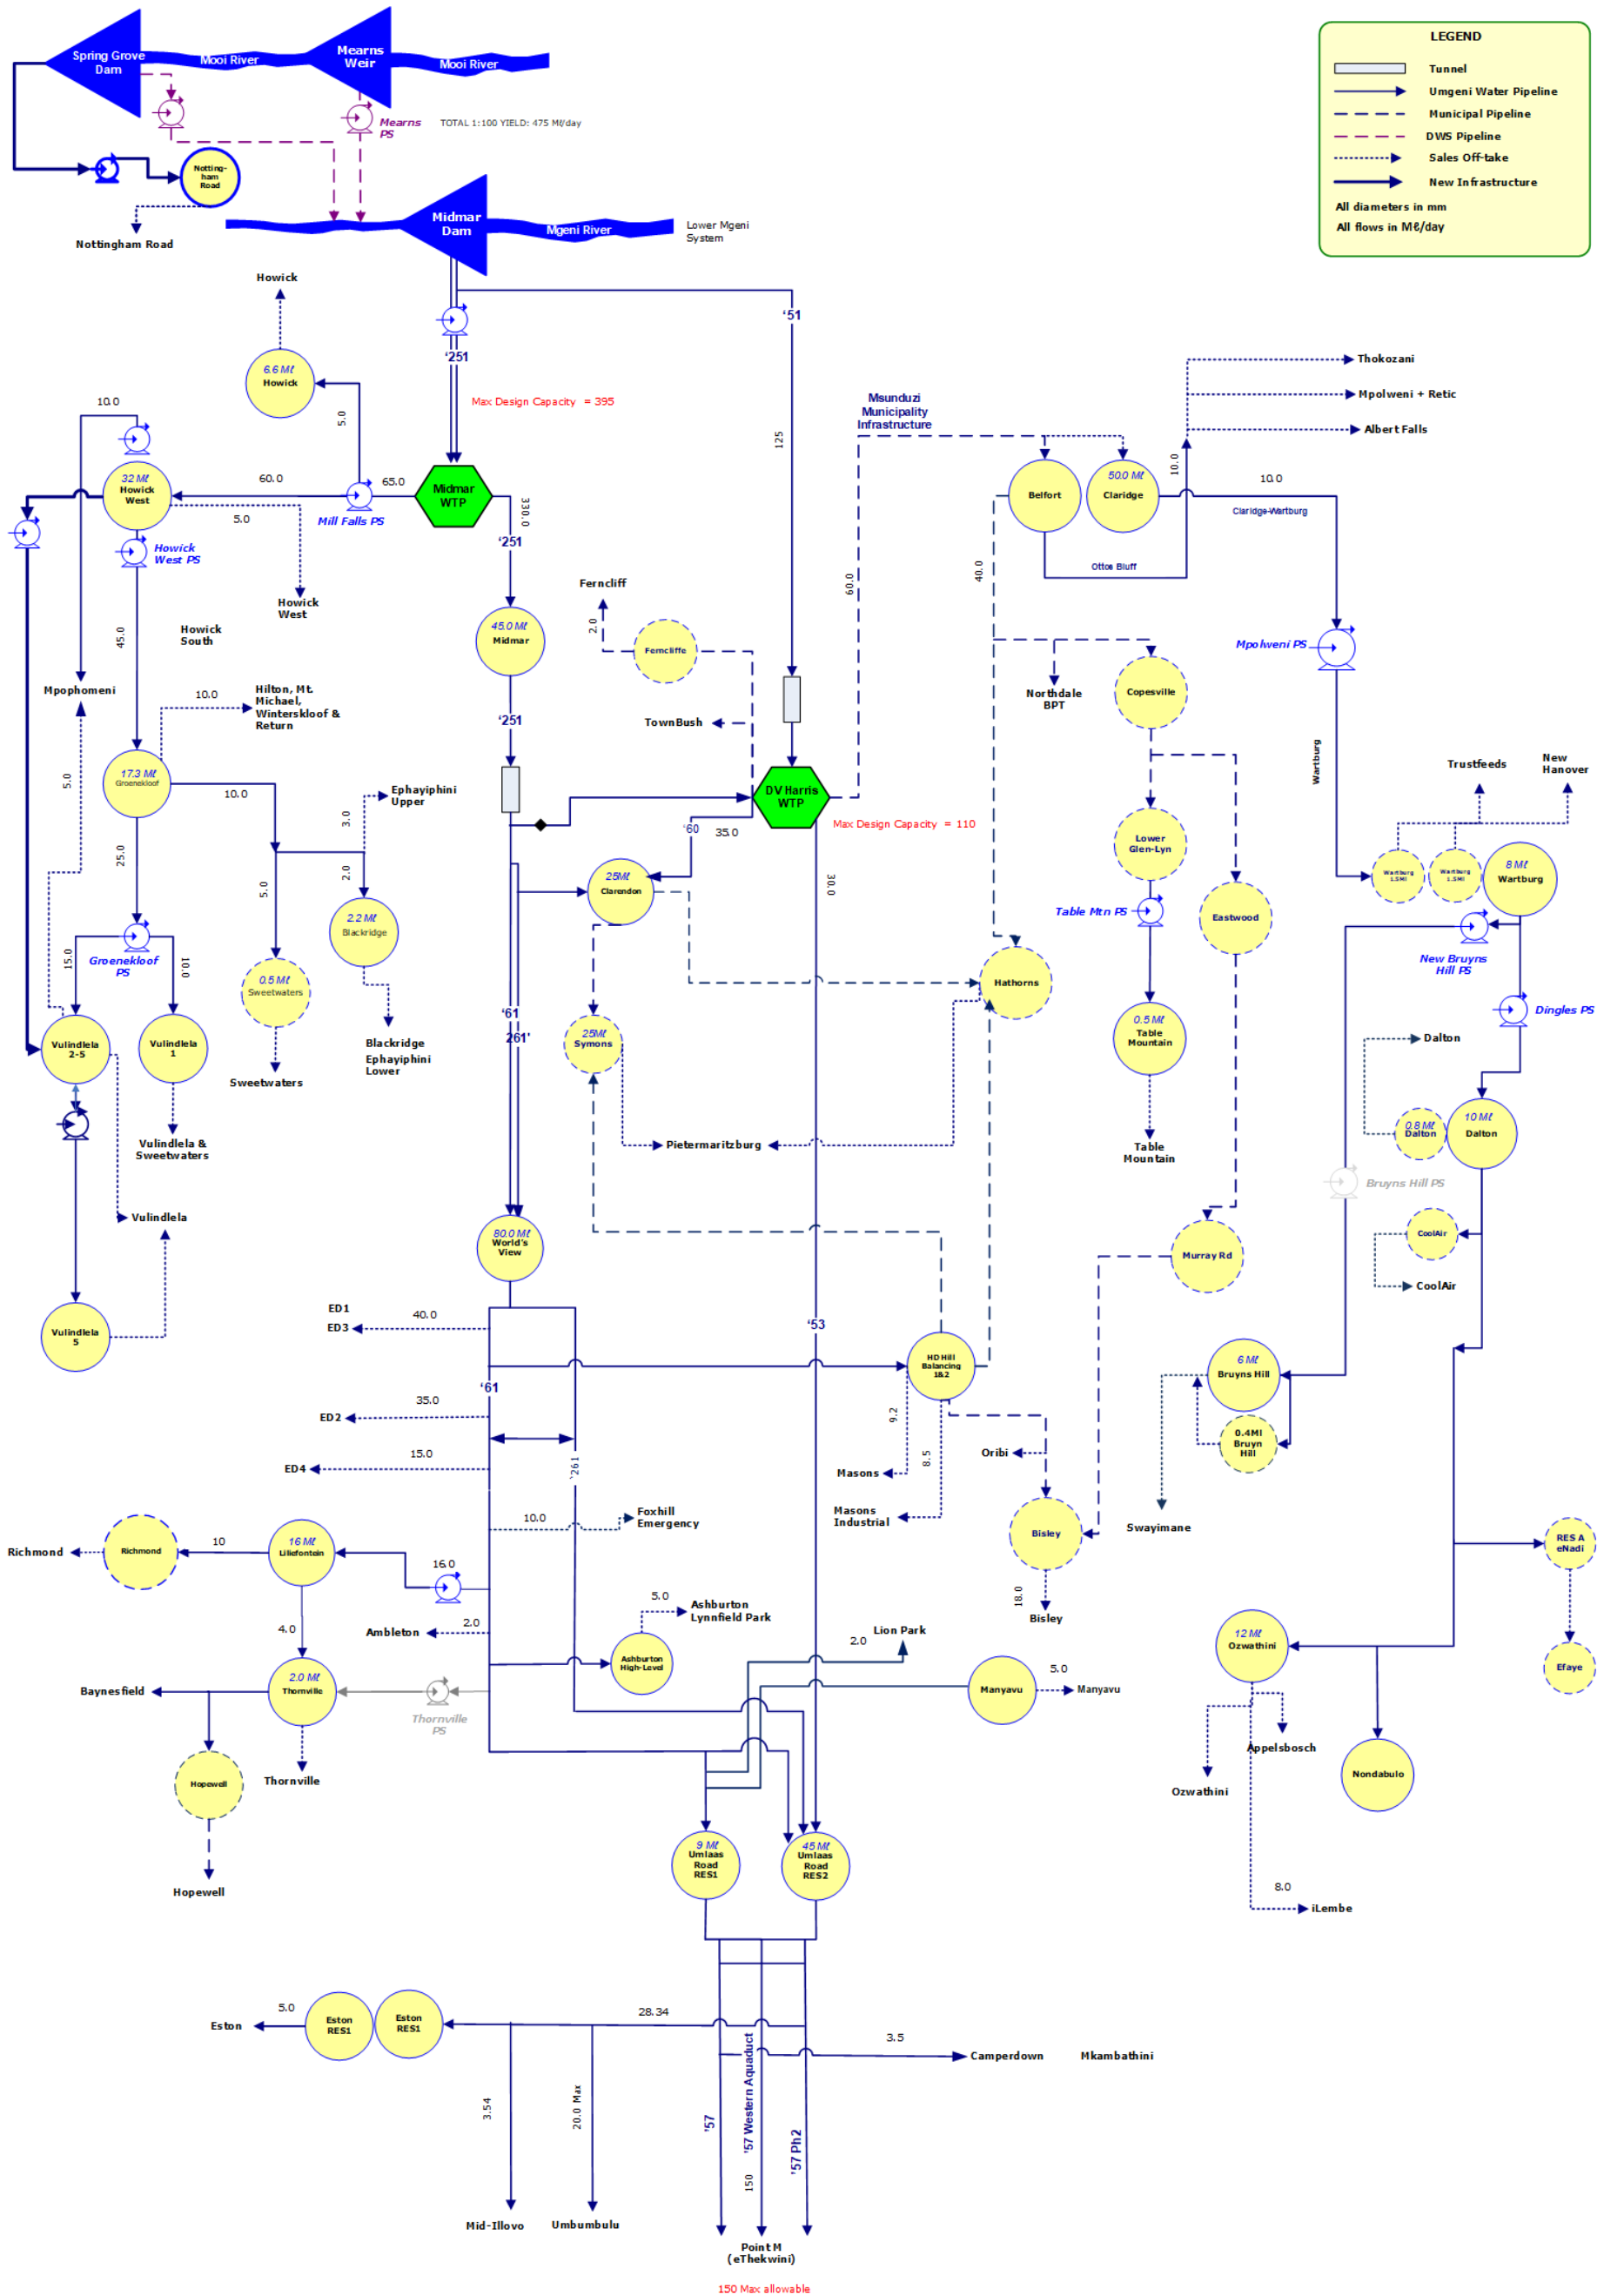 LEGEND
Tunnel
Umgeni Water Pipeline
Municipal Pipeline
DWS Pipeline
Sales Off-take
New Infrastructure
All diameters in mm
All flows in Mℓ/day
Spring Grove
Dam
Mooi River
Mearns
Weir
Mooi River
Mearns
PS
TOTAL 1:100 YIELD: 475 Mℓ/day
Notting-
ham
Road
Nottingham Road
Midmar
Dam
Mgeni River
Lower Mgeni
System
Howick
6.6 Mℓ
Howick
5.0
'251
Max Design Capacity = 395
'51
125
Msunduzi
Municipality
Infrastructure
Thokozani
Mpolweni + Retic
Albert Falls
10.0
10.0
32 Mℓ
Howick
West
60.0
5.0
65.0
Mill Falls PS
Midmar
WTP
330.0
'251
Belfort
50.0 Mℓ
Claridge
10.0
Claridge-Wartburg
Ottos Bluff
40.0
60.0
Howick
West PS
Howick
West
45.0
Howick
South
45.0 Mℓ
Midmar
Ferncliff
2.0
Ferncliffe
Mpolweni PS
Mpophomeni
10.0
Hilton, Mt.
Michael,
Winterskloof &
Return
'251
TownBush
Northdale
BPT
Copesville
Wartburg
5.0
17.3 Mℓ
Groenekloof
10.0
Ephayiphini
Upper
3.0
DV Harris
WTP
Max Design Capacity = 110
'60
35.0
30.0
Trustfeeds
New
Hanover
Lower
Glen-Lyn
25.0
5.0
2.0
25Mℓ
Clarendon
Wartburg
1.5Ml
Wartburg
1.5Ml
8 Mℓ
Wartburg
2.2 Mℓ
Blackridge
Table Mtn PS
Eastwood
15.0
Groenekloof
PS
10.0
New Bruyns
Hill PS
0.5 Mℓ
Sweetwaters
Hathorns
Dingles PS
Vulindlela
2-5
Vulindlela
1
'61
261'
25Mℓ
Symons
0.5 Mℓ
Table
Mountain
Blackridge
Ephayiphini
Lower
Dalton
Sweetwaters
Vulindlela &
Sweetwaters
Pietermaritzburg
Table
Mountain
0.8 Mℓ
Dalton
10 Mℓ
Dalton
Bruyns Hill PS
Vulindlela
80.0 Mℓ
World's
View
Murray Rd
CoolAir
CoolAir
Vulindlela
5
ED1
ED3
40.0
'53
HD Hill
Balancing
1&2
6 Mℓ
Bruyns Hill
'61
ED2
35.0
9.2
8.5
0.4Ml
Bruyn
Hill
ED4
15.0
'261
Masons
Oribi
Masons
Industrial
10.0
Foxhill
Emergency
Bisley
Swayimane
Richmond
Richmond
10
16 Mℓ
Liliefontein
16.0
RES A
eNadi
18.0
Bisley
4.0
Ambleton
2.0
5.0
Ashburton
Lynnfield Park
Ashburton
High-Level
2.0
Lion Park
12 Mℓ
Ozwathini
Efaye
Baynesfield
2.0 Mℓ
Thornville
Thornville
PS
Manyavu
5.0
Manyavu
Appelsbosch
Hopewell
Thornville
Ozwathini
Nondabulo
Hopewell
9 Mℓ
Umlaas
Road
RES1
45 Mℓ
Umlaas
Road
RES2
8.0
iLembe
Eston
5.0
Eston
RES1
Eston
RES1
28.34
3.5
Camperdown
Mkambathini
3.54
20.0 Max
'57
'57 Western Aquaduct
150
'57 Ph2
Mid-Illovo
Umbumbulu
Point M
(eThekwini)
150 Max allowable